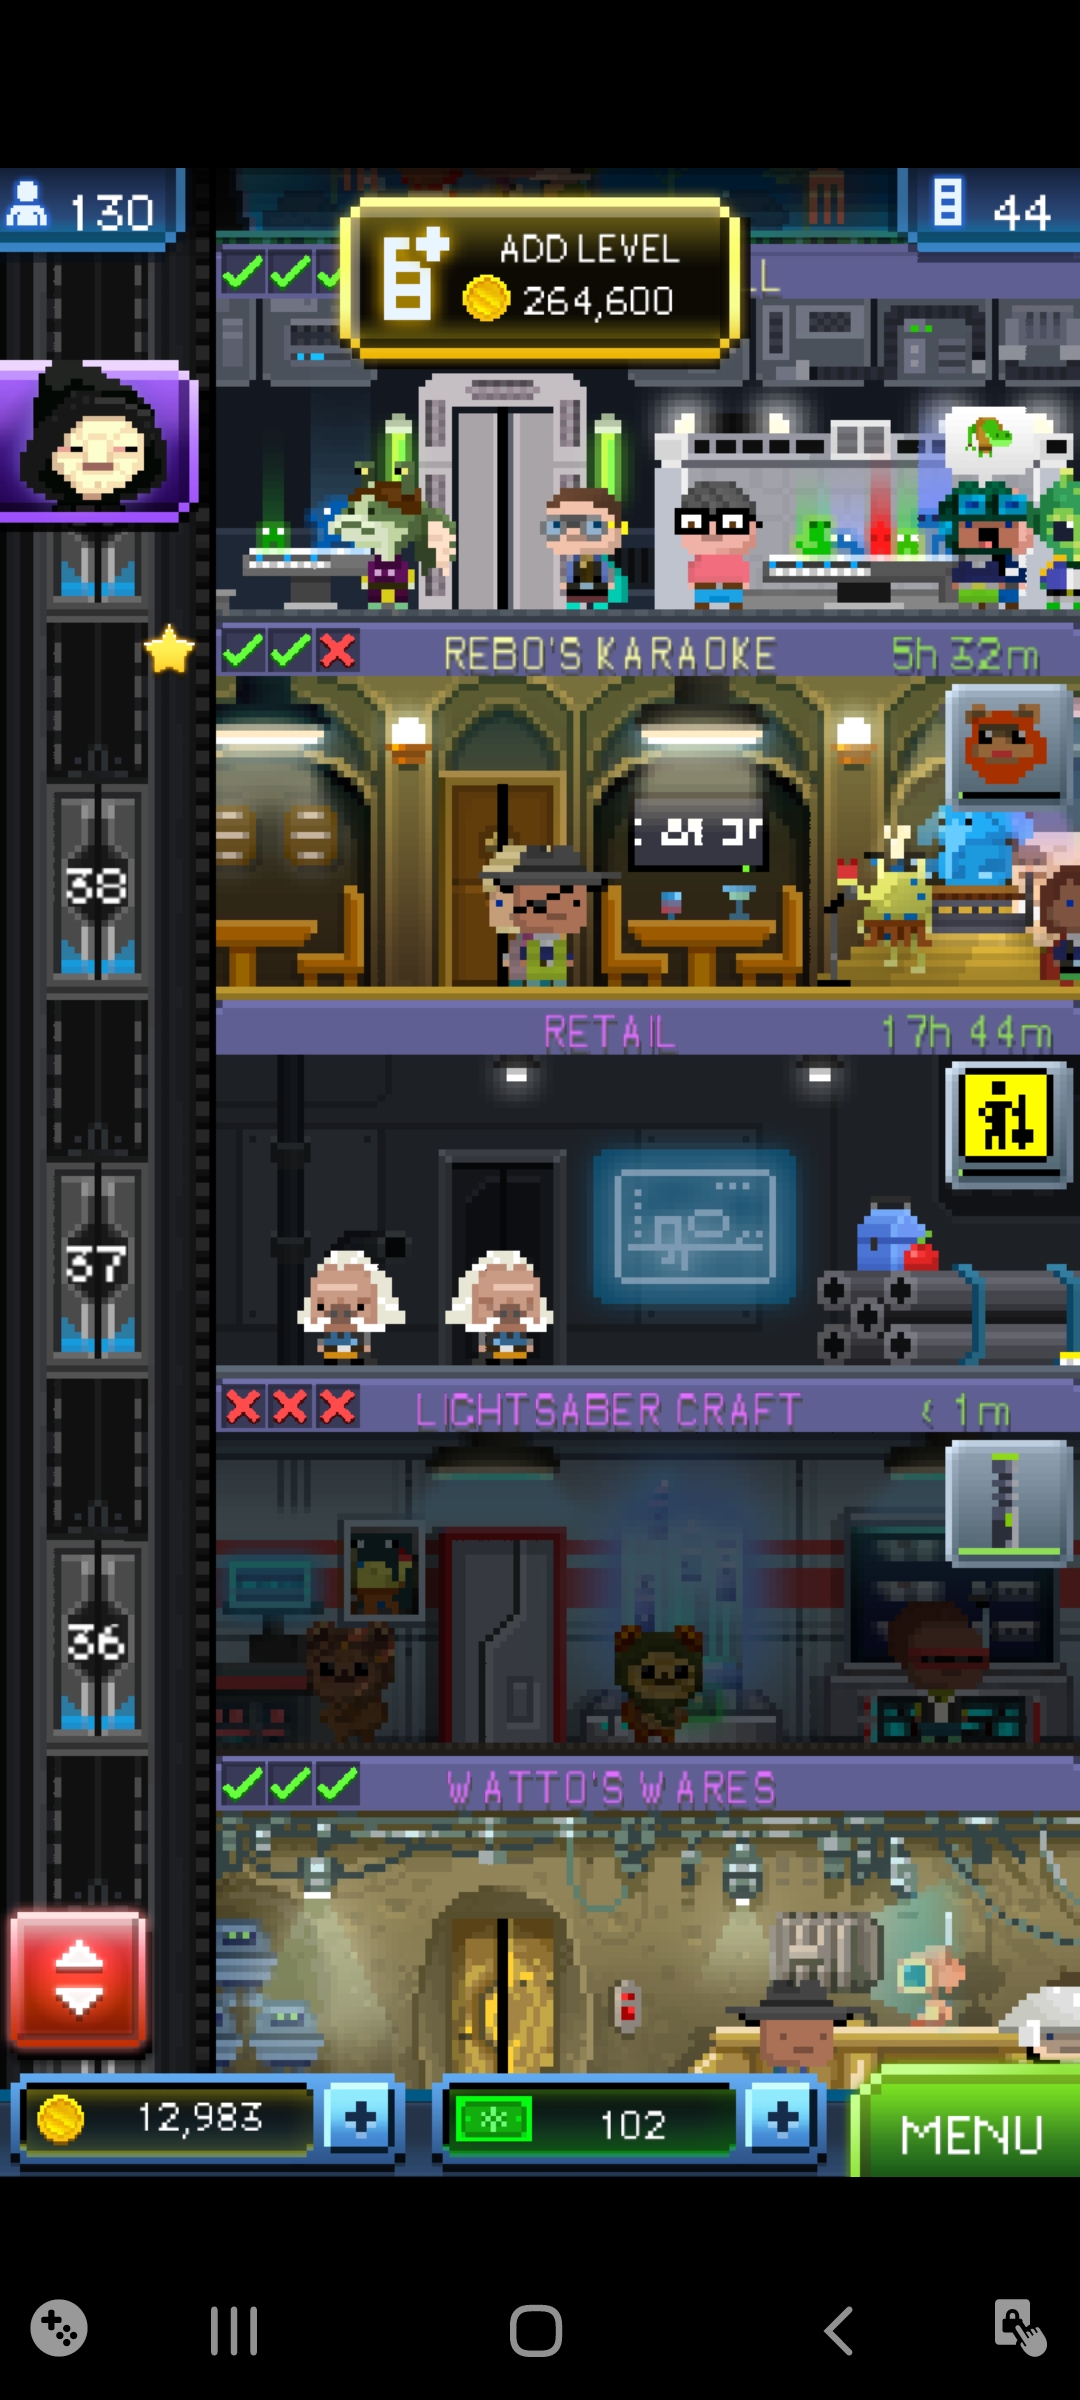 130
44
ADD LEVEL
264,600
LL
REBO'S KARAOKE 5h 32m
38
RETAIL 17h 44m
37
LIGHTSABER CRAFT < 1m
36
WATTO'S WARES
12,983
102
MENU